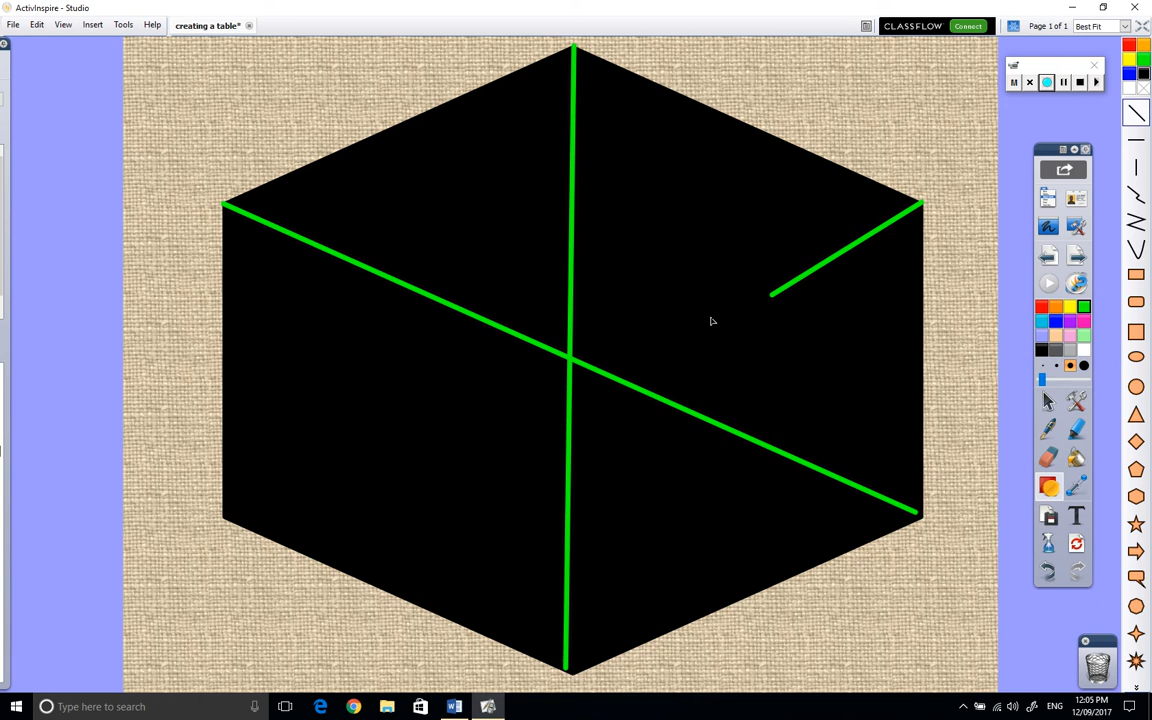 ActivInspire - Studio
File Edit View Insert Tools Help creating a table* CLASSFLOW Connect Page 1 of 1 Best Fit
M
T
Type here to search
ENG
12:05 PM
12/09/2017